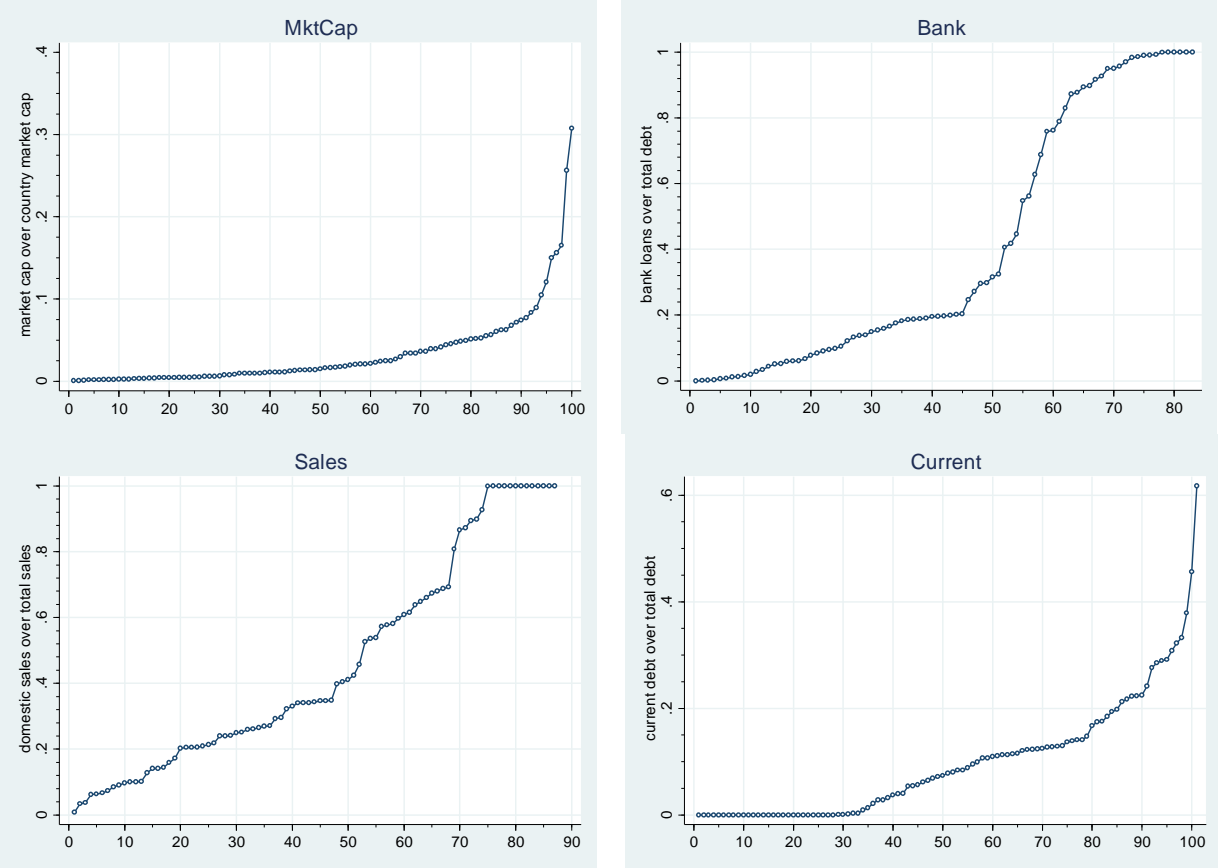 MktCap
market cap over country market cap
.4
.3
.2
.1
0
0 10 20 30 40 50 60 70 80 90 100
Bank
bank loans over total debt
1
.8
.6
.4
.2
0
0 10 20 30 40 50 60 70 80
Sales
domestic sales over total sales
1
.8
.6
.4
.2
0
0 10 20 30 40 50 60 70 80 90
Current
current debt over total debt
.6
.4
.2
0
0 10 20 30 40 50 60 70 80 90 100